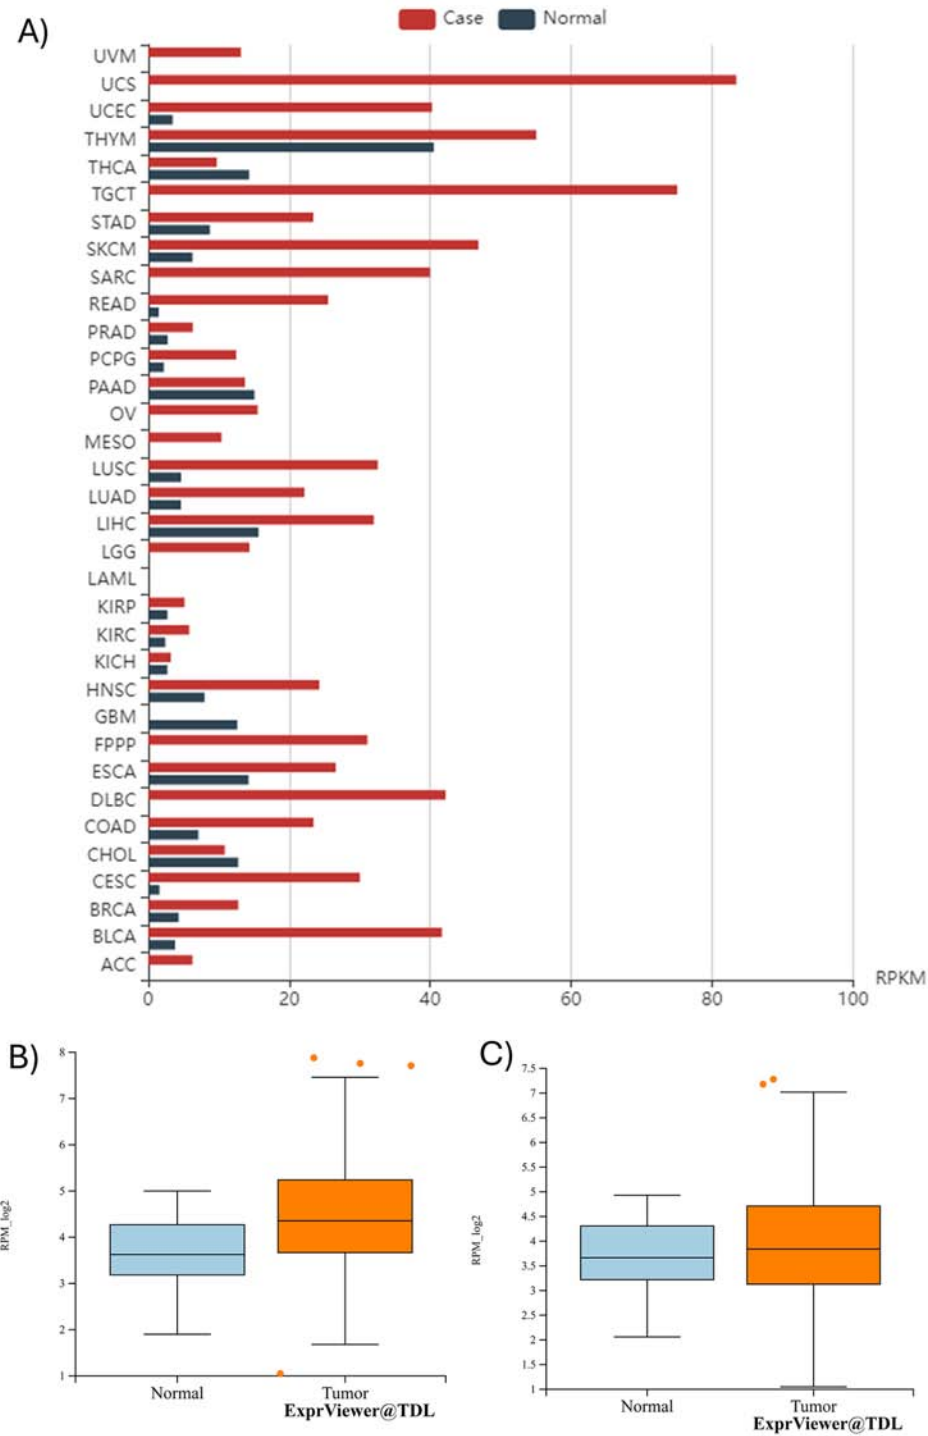 A)
Case Normal
UVM
UCS
UCEC
THYM
THCA
TGCT
STAD
SKCM
SARC
READ
PRAD
PCPG
PAAD
OV
MESO
LUSC
LUAD
LIHC
LGG
LAML
KIRP
KIRC
KICH
HNSC
GBM
FPPP
ESCA
DLBC
COAD
CHOL
CESC
BRCA
BLCA
ACC
RPKM
0 20 40 60 80 100
B)
8
7
6
5
4
3
2
1
RPM_log2
Normal Tumor
ExprViewer@TDL
C)
7.5
7
6.5
6
5.5
5
4.5
4
3.5
3
2.5
2
1.5
1
RPM_log2
Normal Tumor
ExprViewer@TDL